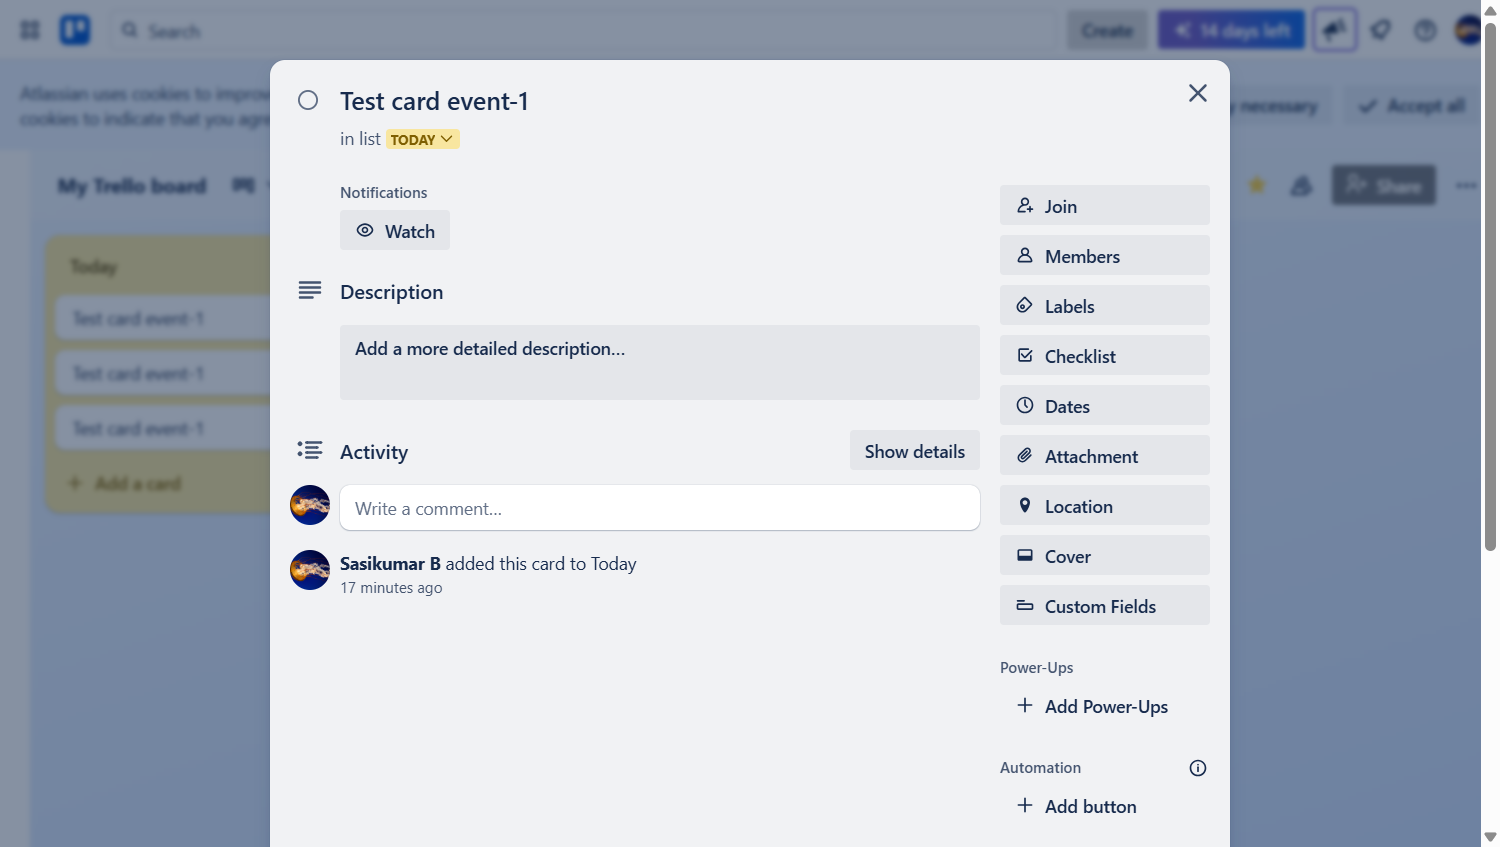 Search
Create
14 days left
Atlassian uses cookies to improv
cookies to indicate that you agre
y necessary
Accept all
My Trello board
Share
Today
Test card event-1
Test card event-1
Test card event-1
Add a card
Test card event-1
in list TODAY
Notifications
Watch
Description
Add a more detailed description...
Activity
Show details
Write a comment...
Sasikumar B added this card to Today
17 minutes ago
Join
Members
Labels
Checklist
Dates
Attachment
Location
Cover
Custom Fields
Power-Ups
Add Power-Ups
Automation
Add button